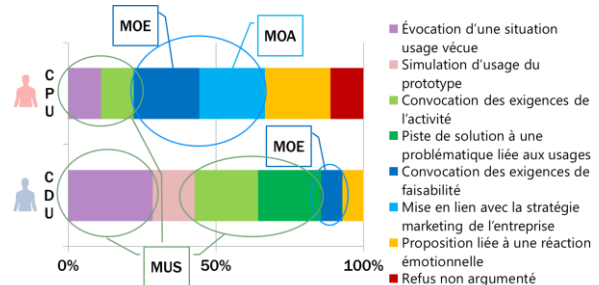 MOE
MOA
C
P
U
MOE
C
D
U
MUS
0%
50%
100%
Évocation d'une situation
usage vécue
Simulation d'usage du
prototype
Convocation des exigences de
l'activité
Piste de solution à une
problématique liée aux usages
Convocation des exigences de
faisabilité
Mise en lien avec la stratégie
marketing de l'entreprise
Proposition liée à une réaction
émotionnelle
Refus non argumenté